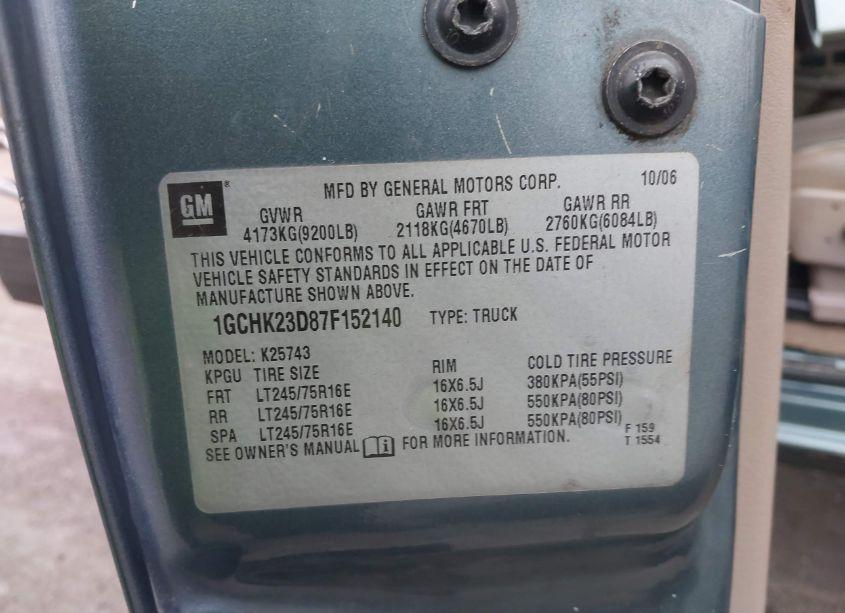 GM ® MFD BY GENERAL MOTORS CORP. 10/06
GVWR GAWR FRT GAWR RR
4173KG(9200LB) 2118KG(4670LB) 2760KG(6084LB)
THIS VEHICLE CONFORMS TO ALL APPLICABLE U.S. FEDERAL MOTOR
VEHICLE SAFETY STANDARDS IN EFFECT ON THE DATE OF
MANUFACTURE SHOWN ABOVE.
1GCHK23D87F152140 TYPE: TRUCK
MODEL: K25743
KPGU TIRE SIZE RIM COLD TIRE PRESSURE
FRT LT245/75R16E 16X6.5J 380KPA(55PSI)
RR LT245/75R16E 16X6.5J 550KPA(80PSI)
SPA LT245/75R16E 16X6.5J 550KPA(80PSI)
SEE OWNER'S MANUAL FOR MORE INFORMATION.
F 159
T 1554